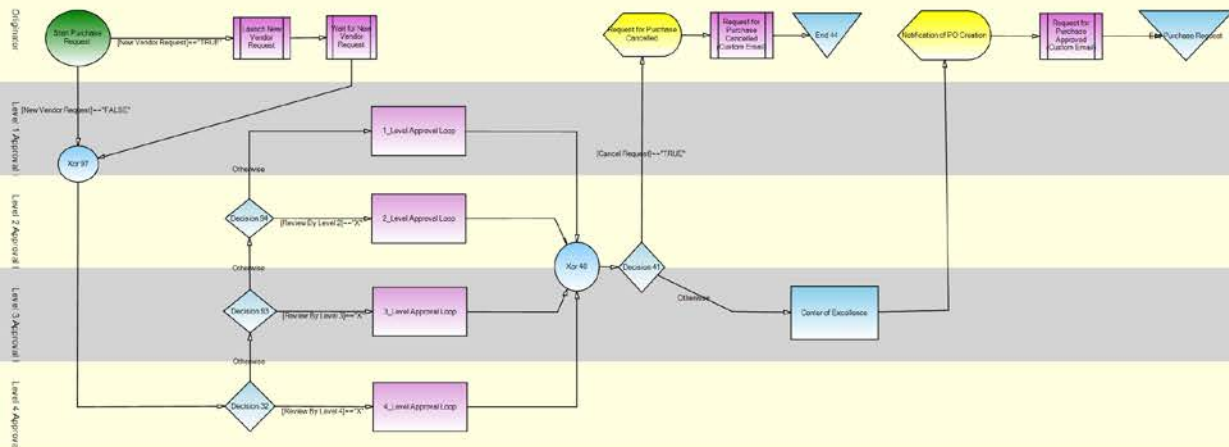 Originator
Start Purchase
Request
[New Vendor Request]=="TRUE"
Launch New
Vendor
Request
Wait for New
Vendor
Request
Request for Purchase
Cancelled
Request for
Purchase
Cancelled
(Custom Email)
End 44
Notification of PO Creation
Request for
Purchase
Approved
(Custom Email)
Purchase Request
[New Vendor Request]=="FALSE"
Level 1 Approval
Xor 97
1_Level Approval Loop
[Cancel Request]=="TRUE"
Otherwise
Level 2 Approval
Decision 94
[Review By Level 2]=="X"
2_Level Approval Loop
Xor 40
Decision 41
Otherwise
Otherwise
Level 3 Approval
Decision 93
[Review By Level 3]=="X"
3_Level Approval Loop
Center of Excellence
Otherwise
Level 4 Approval
Decision 32
[Review By Level 4]=="X"
4_Level Approval Loop